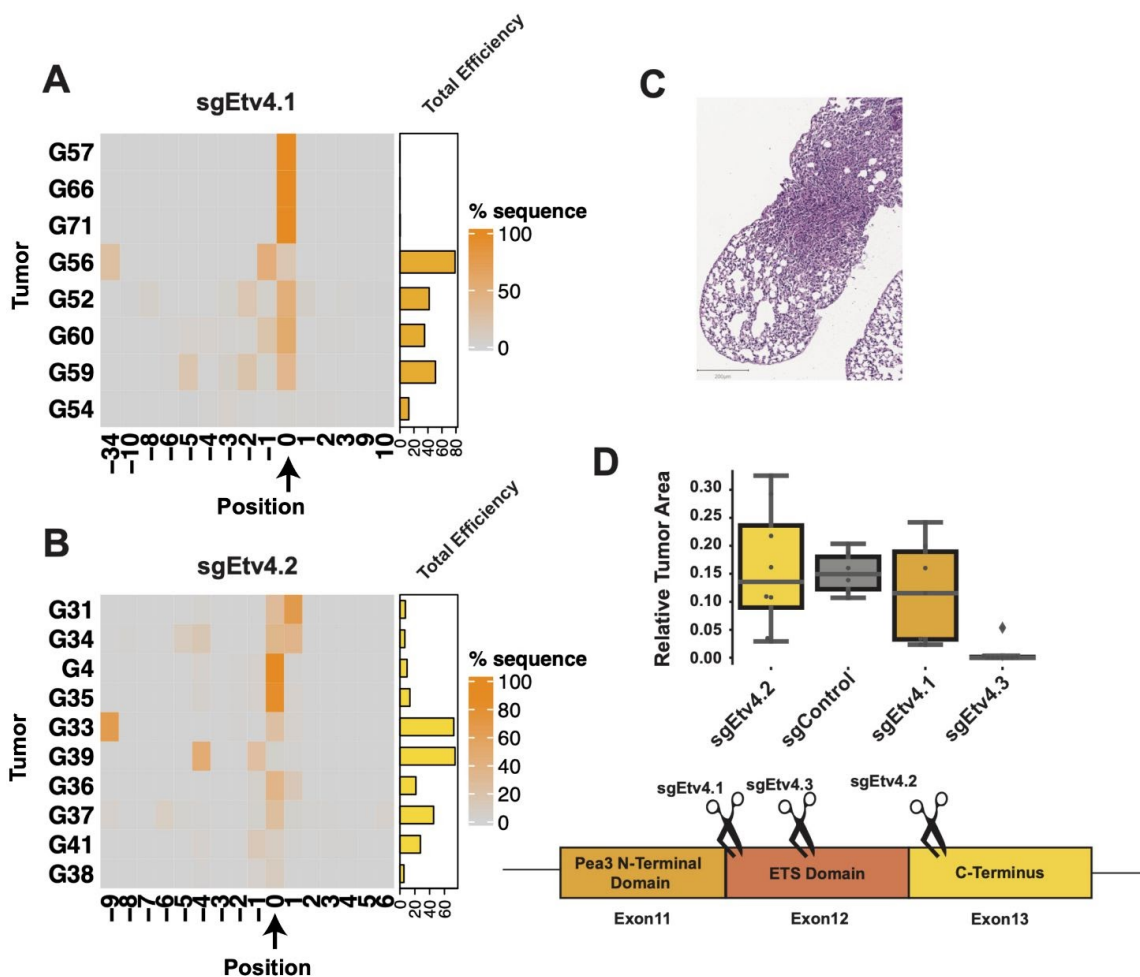 A
sgEtv4.1
Total Efficiency
Tumor
G57
G66
G71
G56
G52
G60
G59
G54
% sequence
100
50
0
−34 −10 −8 −6 −5 −4 −3 −2 −1 0 1 2 3 9 10
0 20 40 60 80
Position
B
sgEtv4.2
Total Efficiency
Tumor
G31
G34
G4
G35
G33
G39
G36
G37
G41
G38
% sequence
100
80
60
40
20
0
−9 −8 −7 −6 −5 −4 −3 −2 −1 0 1 2 3 4 5 6
0 20 40 60
Position
C
200μm
D
Relative Tumor Area
0.30
0.25
0.20
0.15
0.10
0.05
0.00
sgEtv4.2 sgControl sgEtv4.1 sgEtv4.3
sgEtv4.1 sgEtv4.3 sgEtv4.2
Pea3 N-Terminal
Domain
ETS Domain
C-Terminus
Exon11 Exon12 Exon13